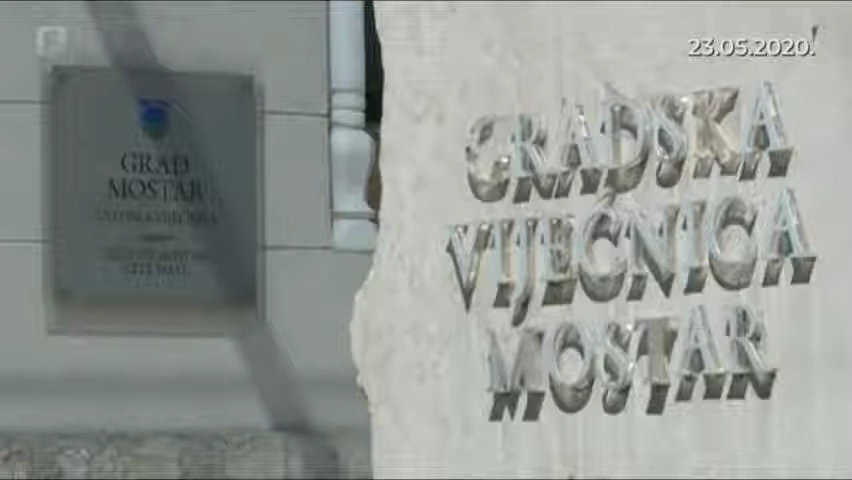 23.05.2020.
GRAD
MOSTAR
GRADSKA
VIJEĆNICA
MOSTAR